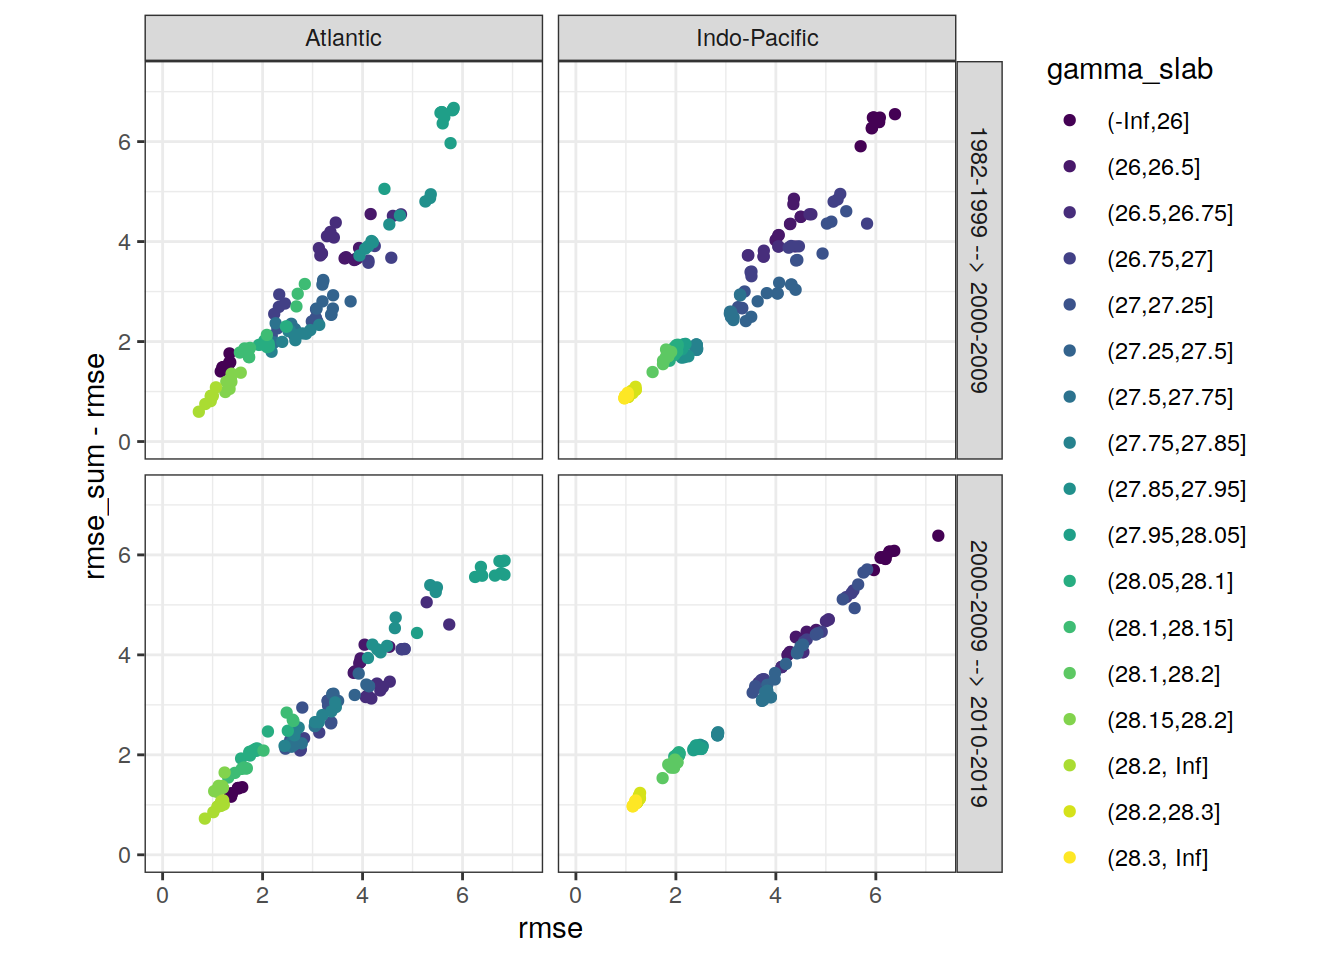 Atlantic
Indo-Pacific
1982-1999 --> 2000-2009
2000-2009 --> 2010-2019
rmse_sum - rmse
6
4
2
0
6
4
2
0
0 2 4 6
0 2 4 6
rmse
gamma_slab
(-Inf,26]
(26,26.5]
(26.5,26.75]
(26.75,27]
(27,27.25]
(27.25,27.5]
(27.5,27.75]
(27.75,27.85]
(27.85,27.95]
(27.95,28.05]
(28.05,28.1]
(28.1,28.15]
(28.1,28.2]
(28.15,28.2]
(28.2, Inf]
(28.2,28.3]
(28.3, Inf]